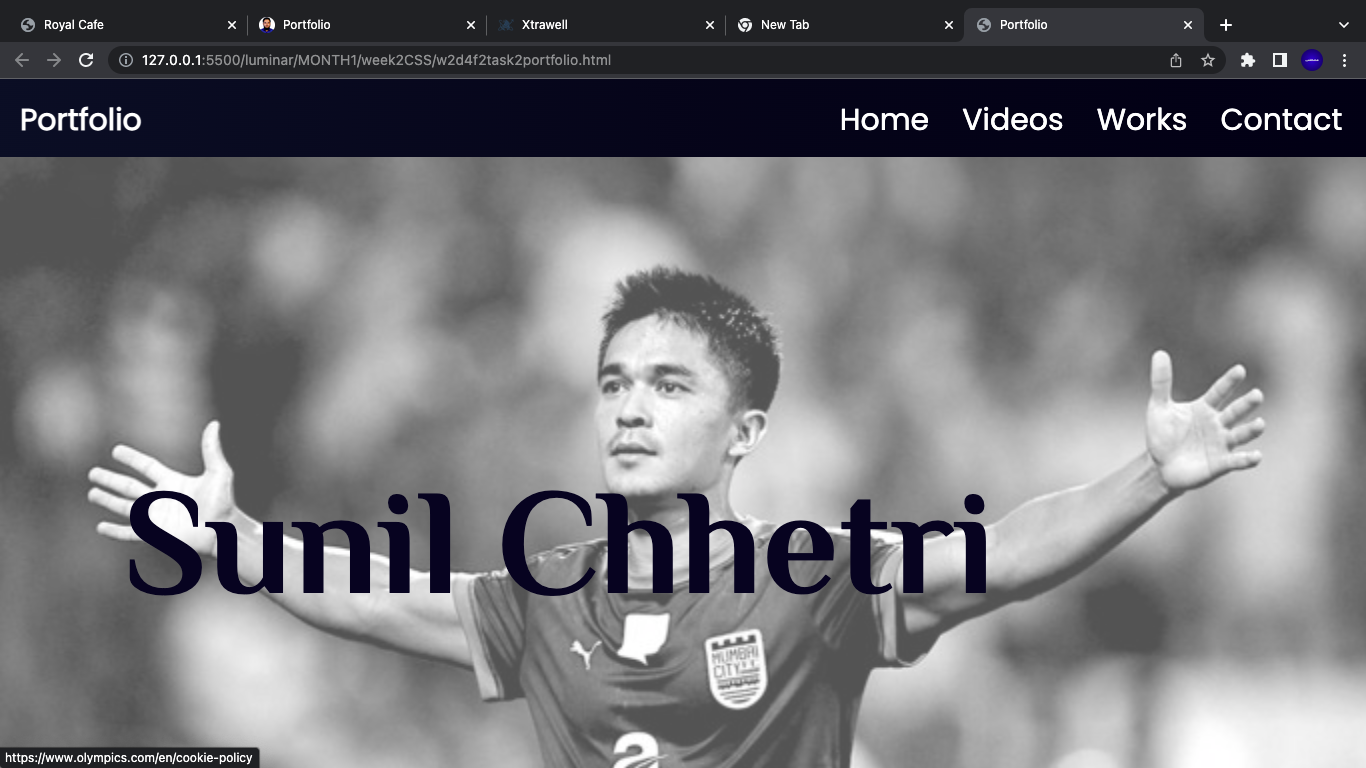 Royal Cafe
Portfolio
Xtrawell
New Tab
Portfolio
127.0.0.1:5500/luminar/MONTH1/week2CSS/w2d4f2task2portfolio.html
Portfolio
Home Videos Works Contact
Sunil Chhetri
MUMBAI
CITY
2
https://www.olympics.com/en/cookie-policy